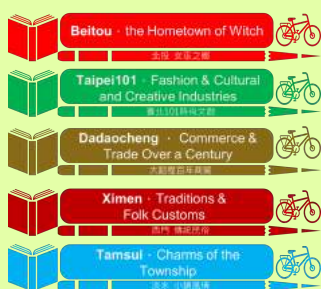 Beitou · the Hometown of Witch
北投 女巫之鄉
Taipei101 · Fashion & Cultural
and Creative Industries
臺北101時尚文創
Dadaocheng · Commerce &
Trade Over a Century
大稻埕百年商貿
Ximen · Traditions &
Folk Customs
西門 傳統民俗
Tamsui · Charms of the
Township
淡水 小鎮風情